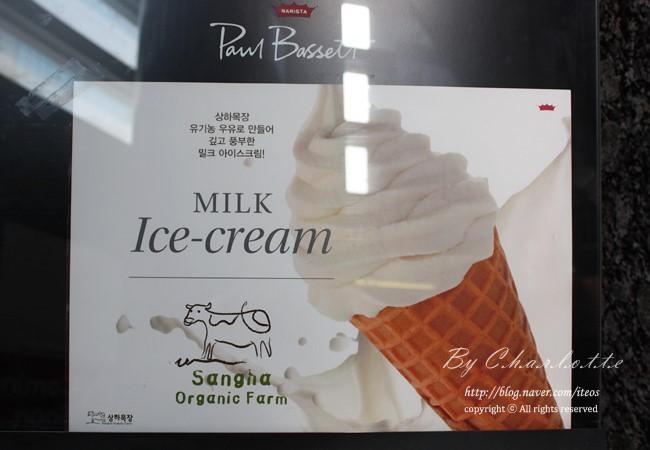 BARISTA
Paul Bassett
상하목장
유기농 우유로 만들어
깊고 풍부한
밀크 아이스크림!
MILK
Ice-cream
Sangha
Organic Farm
상하목장
By Charlotte
http://blog.naver.com/iteos
copyright ⓒ All rights reserved